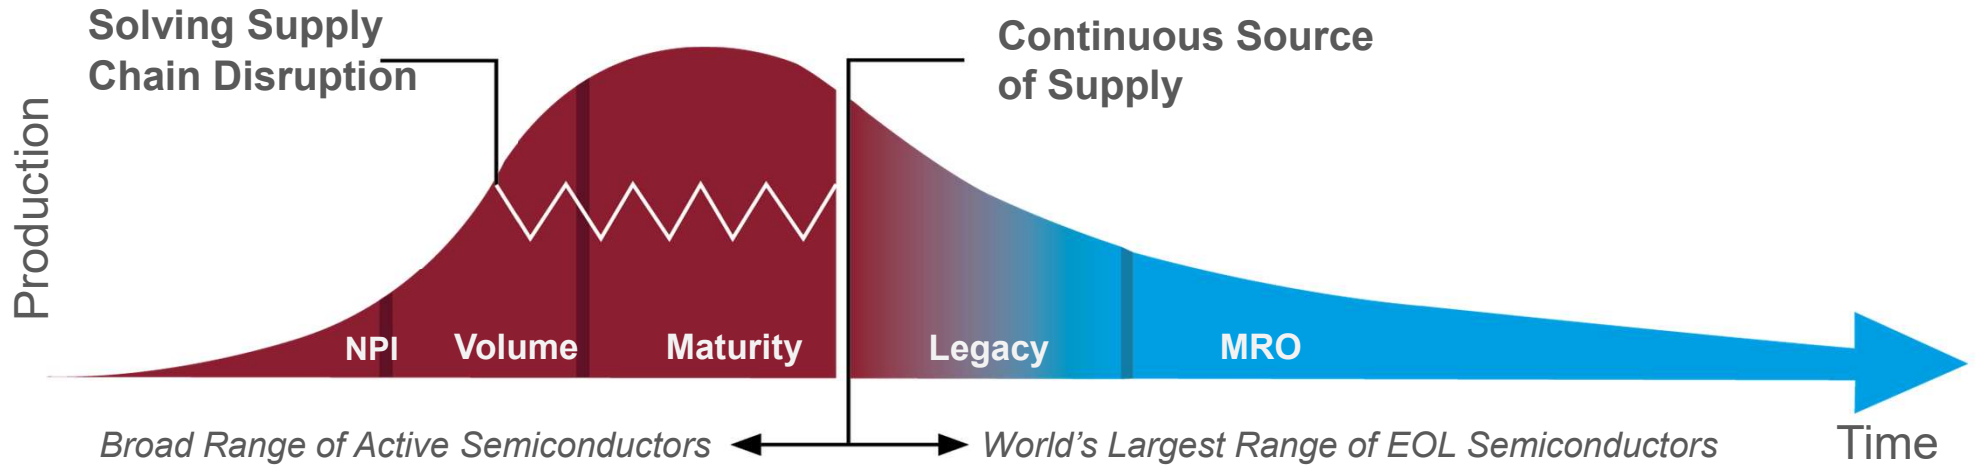 Solving Supply
Chain Disruption
Continuous Source
of Supply
Production
NPI
Volume
Maturity
Legacy
MRO
Broad Range of Active Semiconductors
World's Largest Range of EOL Semiconductors
Time